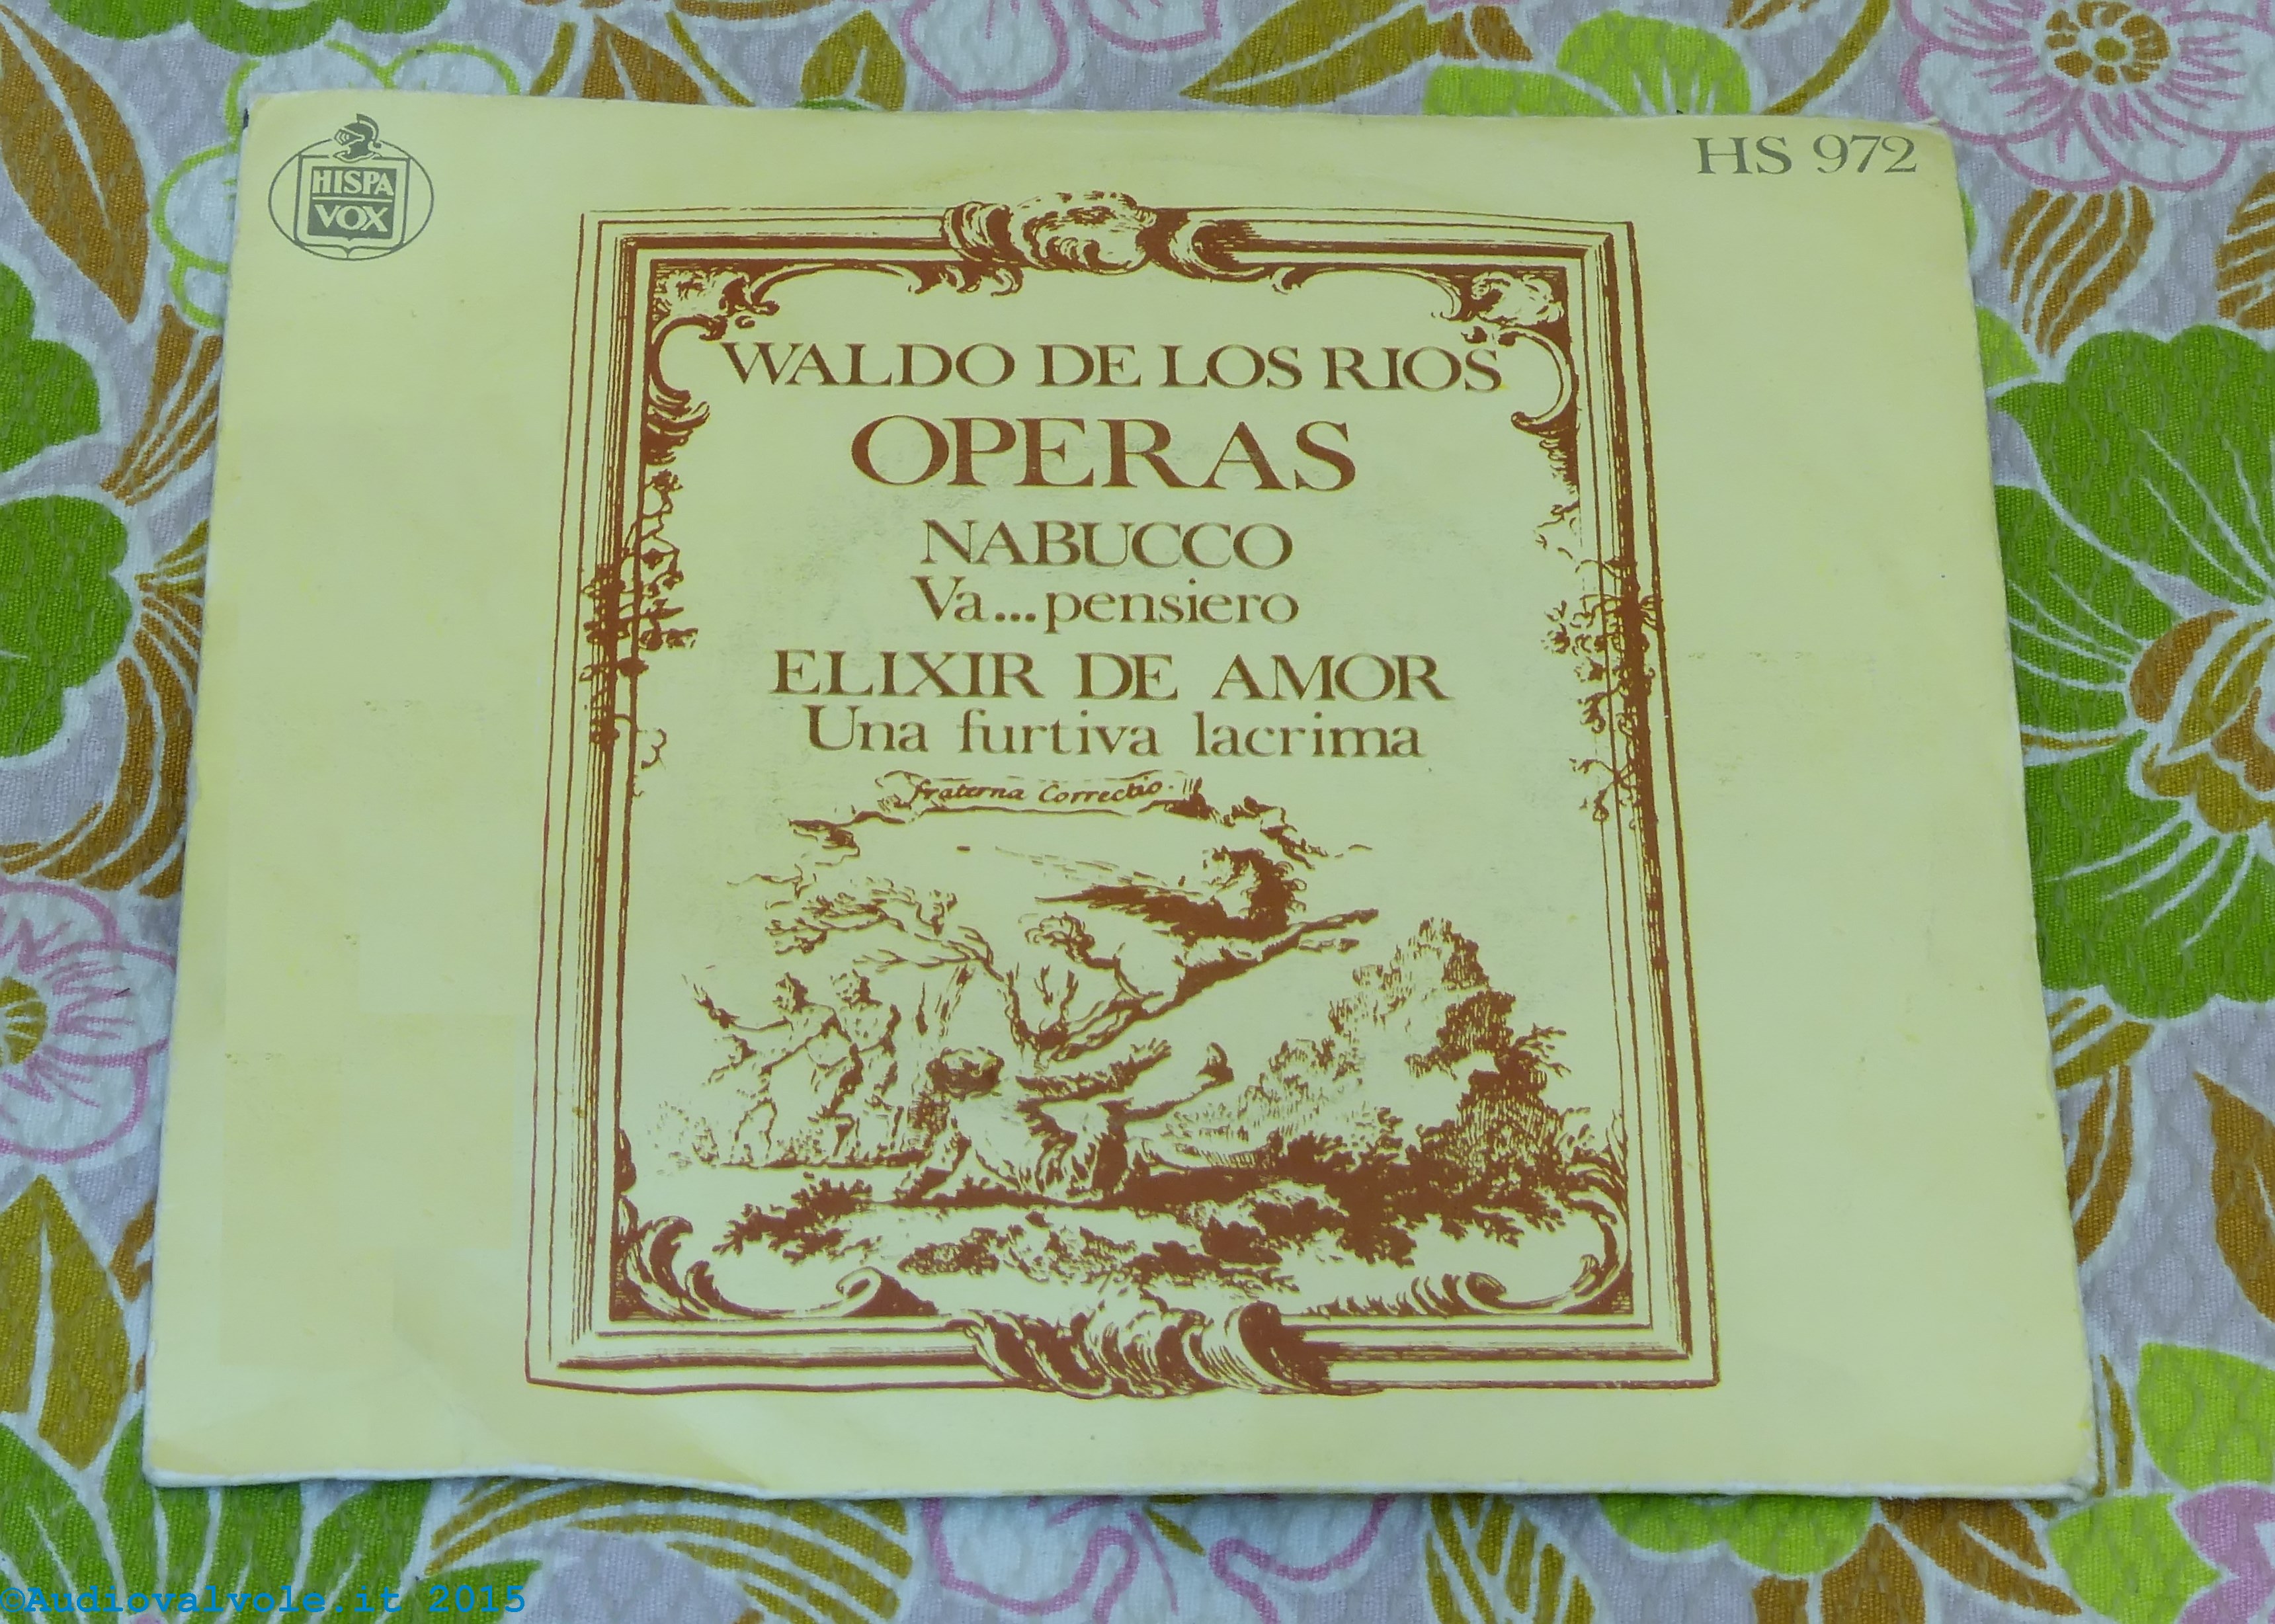 HISPA
VOX
HS 972
WALDO DE LOS RIOS
OPERAS
NABUCCO
Va...pensiero
ELIXIR DE AMOR
Una furtiva lacrima
fraterna Correctio.
©Audiovalvole.it 2015